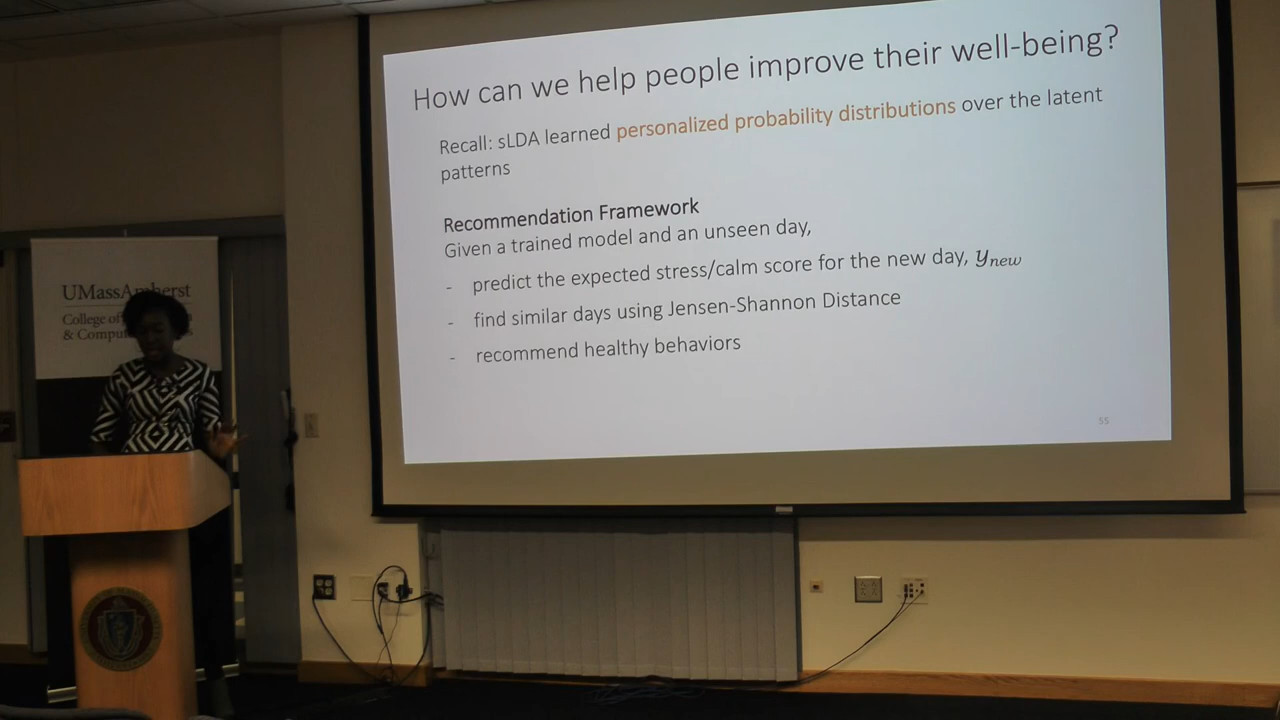 How can we help people improve their well-being?
Recall: sLDA learned personalized probability distributions over the latent
patterns
Recommendation Framework
Given a trained model and an unseen day,
- predict the expected stress/calm score for the new day, y_new
- find similar days using Jensen-Shannon Distance
- recommend healthy behaviors
55
UMassAmherst
College of
&